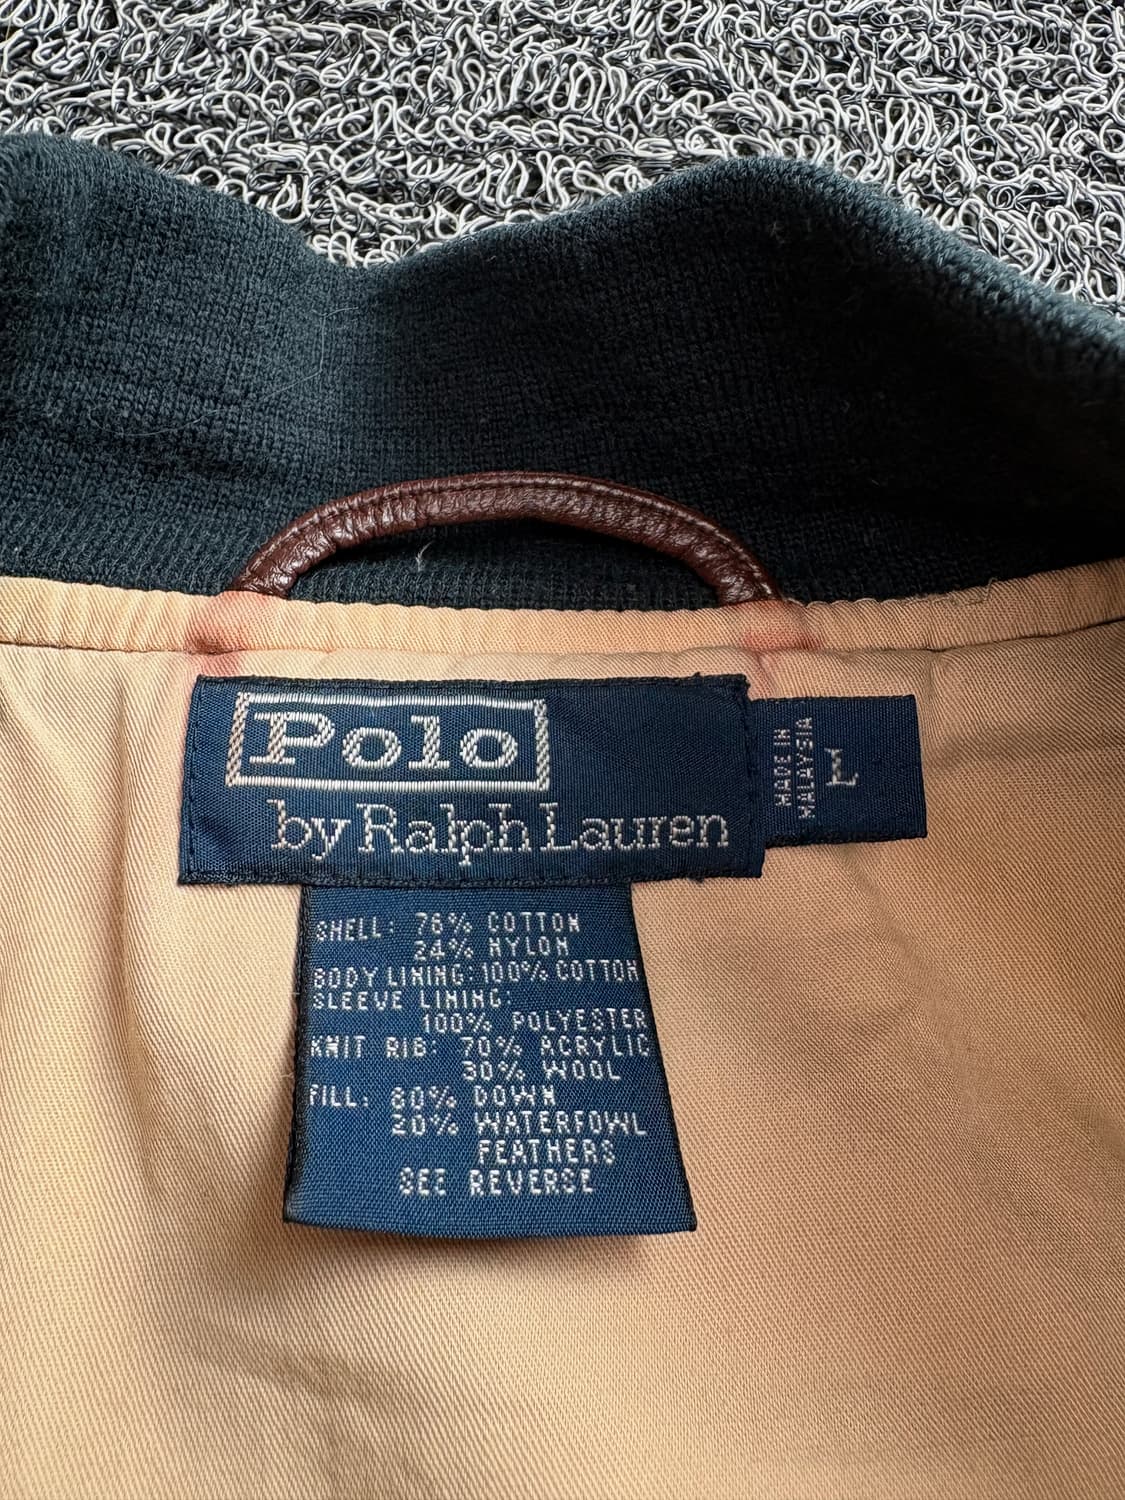 Polo
by Ralph Lauren
MADE IN
MALAYSIA
L
SHELL: 76% COTTON
24% NYLON
BODY LINING: 100% COTTON
SLEEVE LINING:
100% POLYESTER
KNIT RIB: 70% ACRYLIC
30% WOOL
FILL: 80% DOWN
20% WATERFOWL
FEATHERS
SEE REVERSE